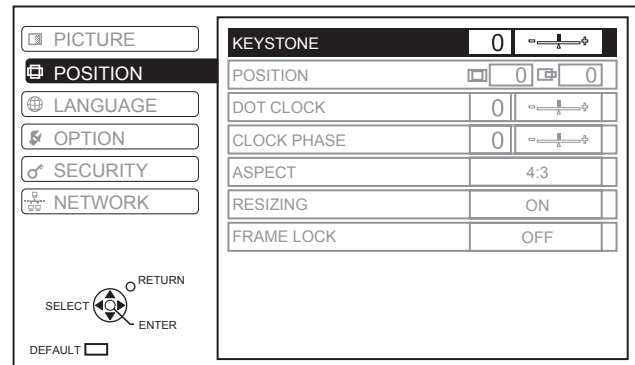 PICTURE
POSITION
LANGUAGE
OPTION
SECURITY
NETWORK
RETURN
SELECT
ENTER
DEFAULT
KEYSTONE 0 - +
POSITION 0 0
DOT CLOCK 0 - +
CLOCK PHASE 0 - +
ASPECT 4:3
RESIZING ON
FRAME LOCK OFF